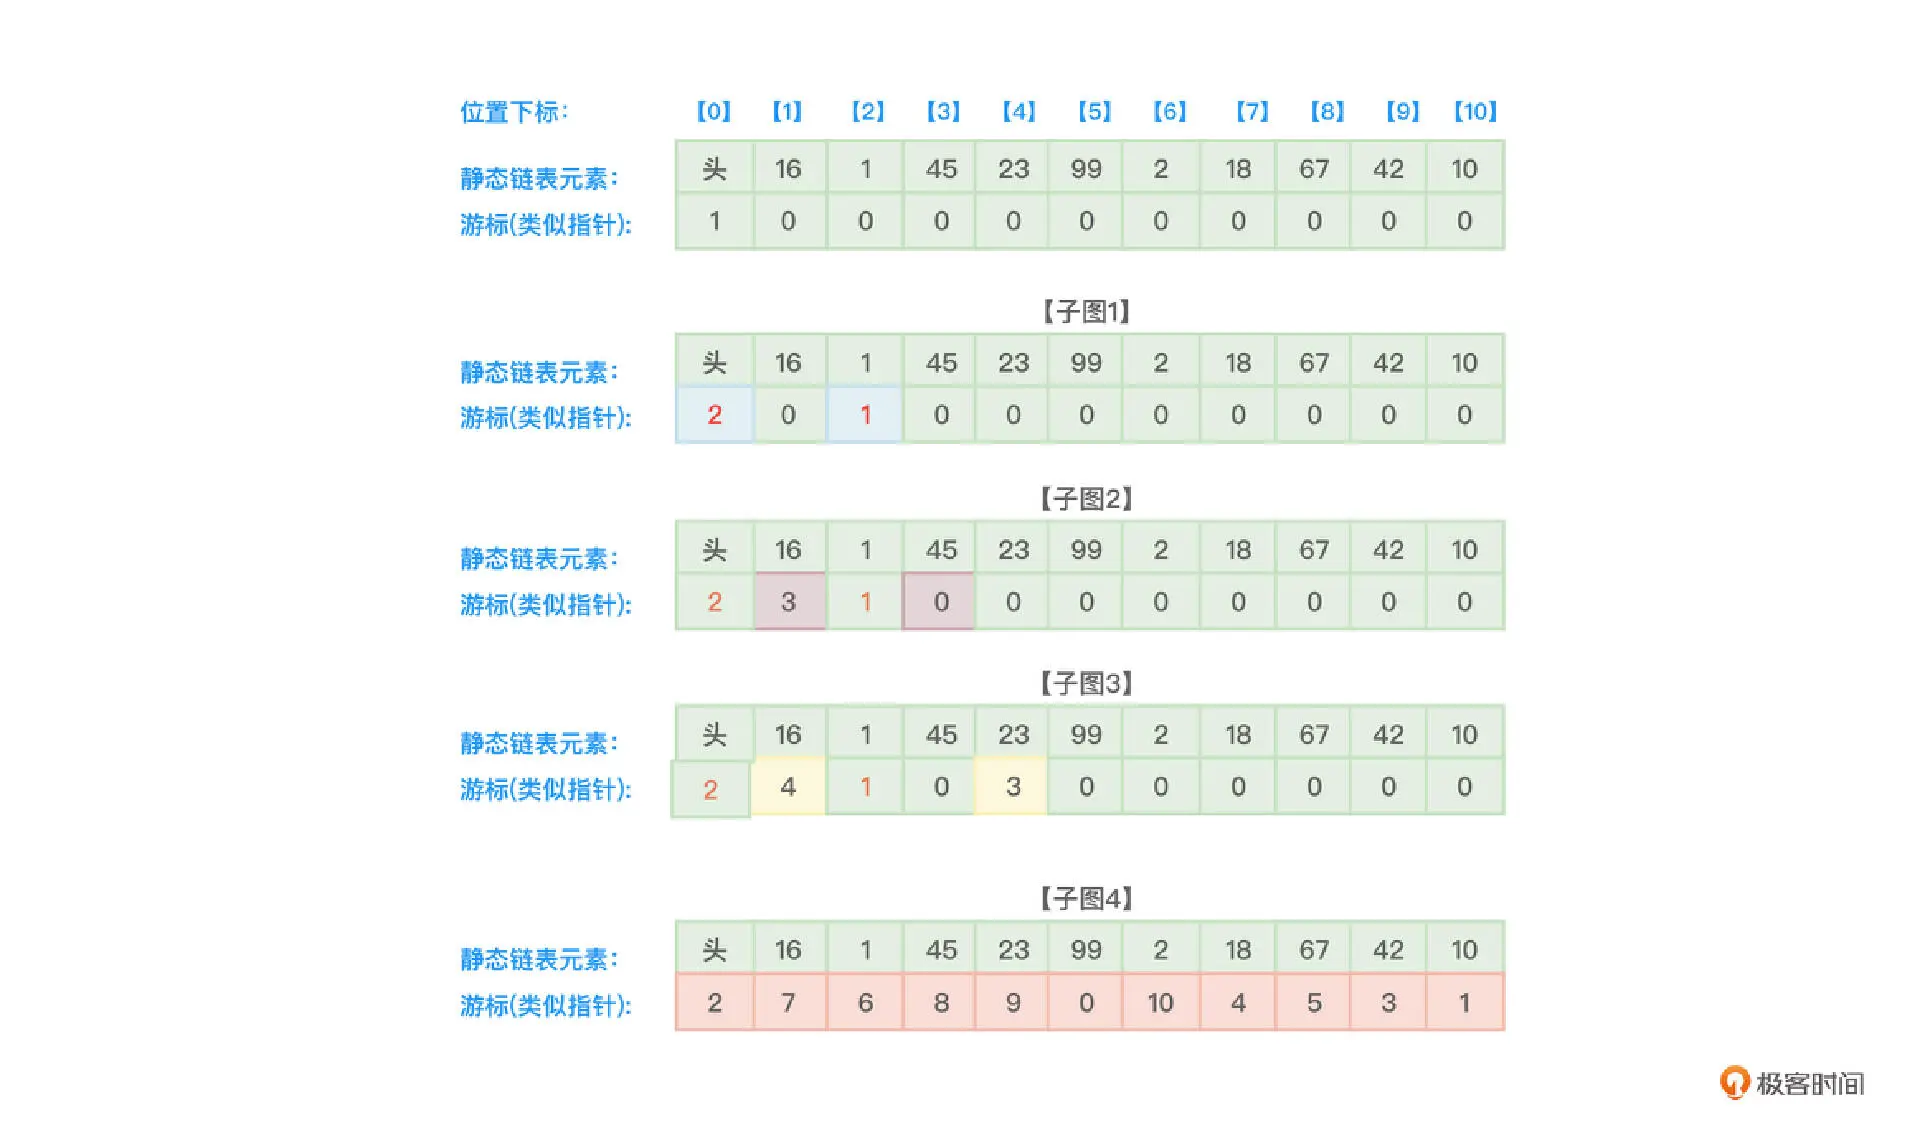 位置下标: 【0】 【1】 【2】 【3】 【4】 【5】 【6】 【7】 【8】 【9】 【10】
静态链表元素: 头 16 1 45 23 99 2 18 67 42 10
游标(类似指针): 1 0 0 0 0 0 0 0 0 0 0
【子图1】
静态链表元素: 头 16 1 45 23 99 2 18 67 42 10
游标(类似指针): 2 0 1 0 0 0 0 0 0 0 0
【子图2】
静态链表元素: 头 16 1 45 23 99 2 18 67 42 10
游标(类似指针): 2 3 1 0 0 0 0 0 0 0 0
【子图3】
静态链表元素: 头 16 1 45 23 99 2 18 67 42 10
游标(类似指针): 2 4 1 0 3 0 0 0 0 0 0
【子图4】
静态链表元素: 头 16 1 45 23 99 2 18 67 42 10
游标(类似指针): 2 7 6 8 9 0 10 4 5 3 1
极客时间